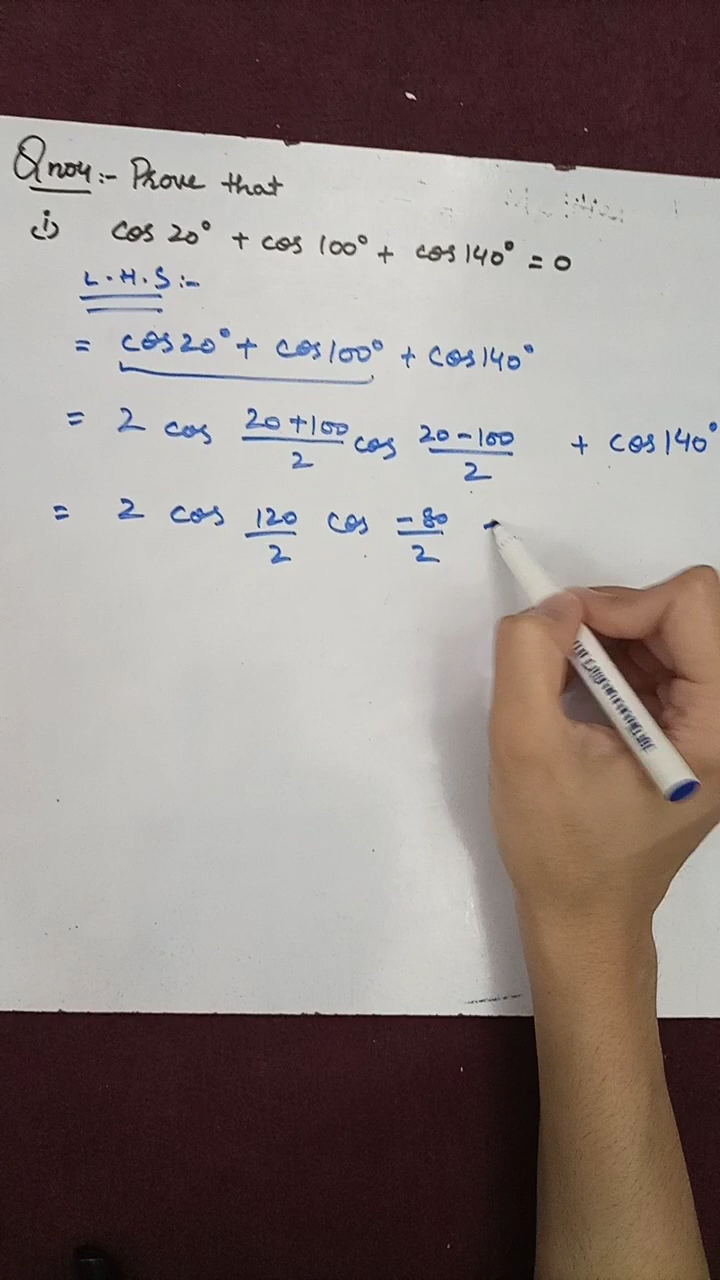 Qno4:- Prove that
i) cos 20° + cos 100° + cos 140° = 0
L.H.S:-
= cos 20° + cos 100° + cos 140°
= 2 cos (20+100)/2 cos (20-100)/2 + cos 140°
= 2 cos 120/2 cos -80/2